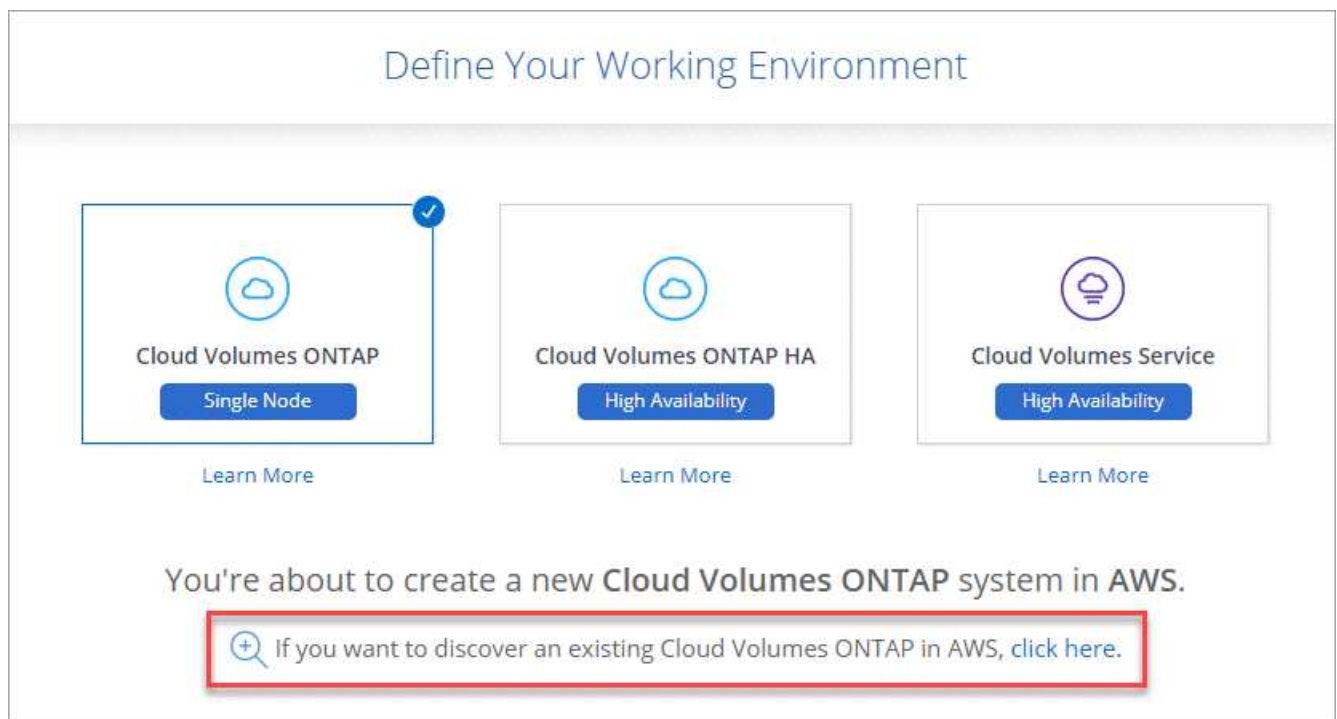 Define Your Working Environment
Cloud Volumes ONTAP
Single Node
Learn More
Cloud Volumes ONTAP HA
High Availability
Learn More
Cloud Volumes Service
High Availability
Learn More
You're about to create a new Cloud Volumes ONTAP system in AWS.
If you want to discover an existing Cloud Volumes ONTAP in AWS, click here.